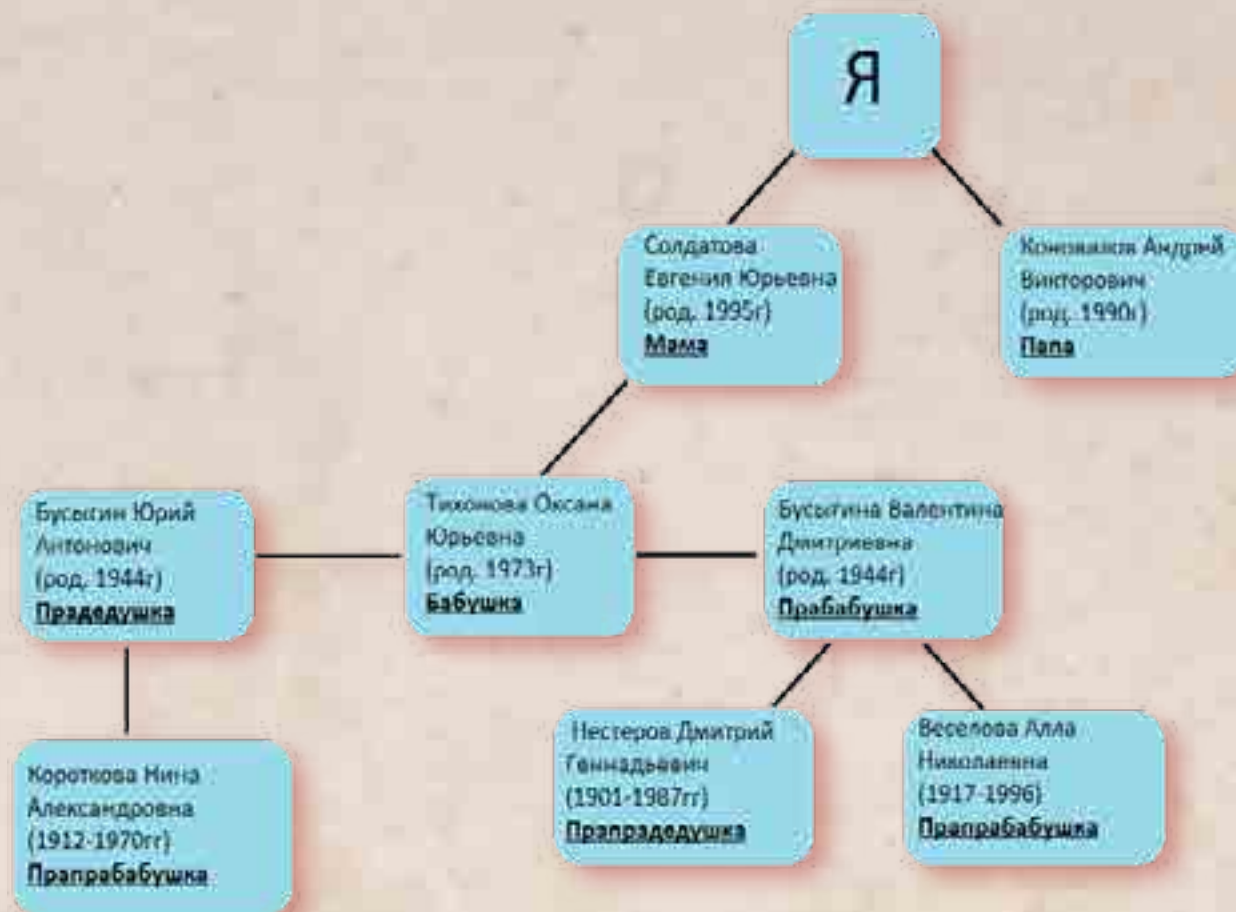 Я
Солдатова
Евгения Юрьевна
(род. 1995г)
Мама
Коновалов Андрей
Викторович
(род. 1990г)
Папа
Бусыгин Юрий
Антонович
(род. 1944г)
Прадедушка
Тихонова Оксана
Юрьевна
(род. 1973г)
Бабушка
Бусыгина Валентина
Дмитриевна
(род. 1944г)
Прабабушка
Короткова Нина
Александровна
(1912-1970гг)
Прапрабабушка
Нестеров Дмитрий
Геннадьевич
(1901-1987гг)
Прапрадедушка
Веселова Алла
Николаевна
(1917-1996)
Прапрабабушка